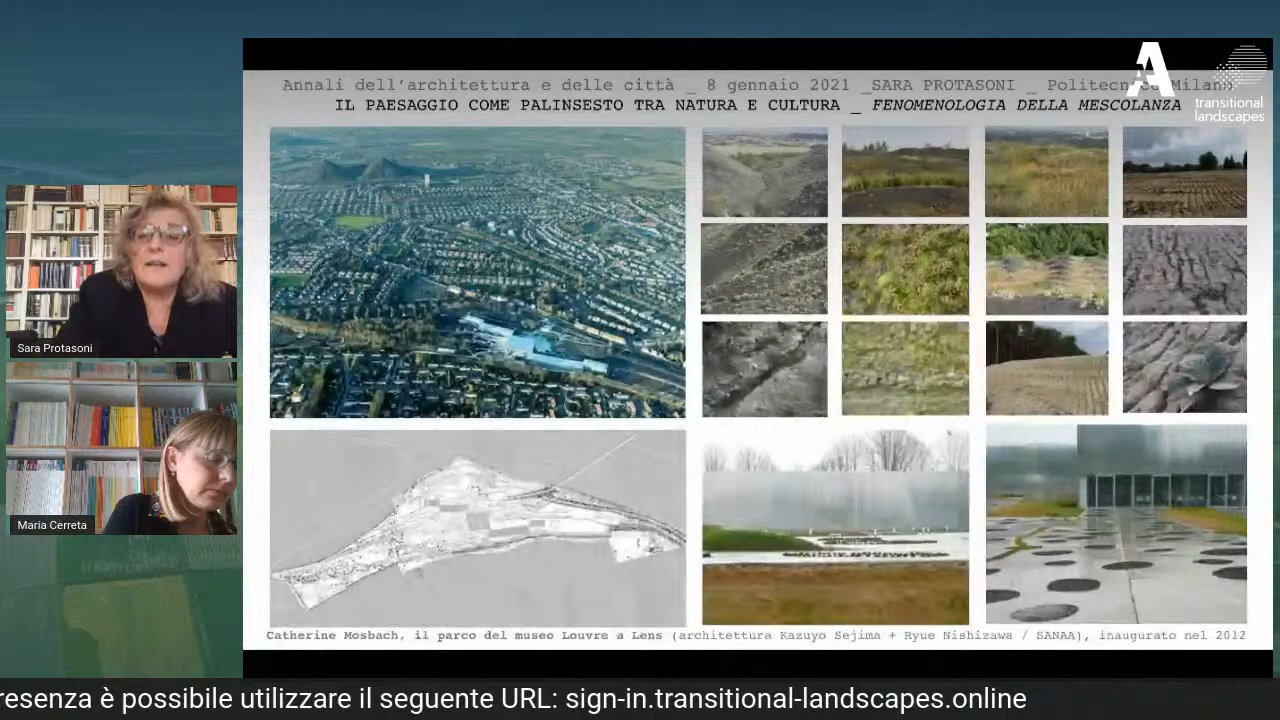 Annali dell'architettura e delle città _ 8 gennaio 2021 _SARA PROTASONI _ Politecnico Milano
IL PAESAGGIO COME PALINSESTO TRA NATURA E CULTURA _ FENOMENOLOGIA DELLA MESCOLANZA
A
transitional
landscapes
Sara Protasoni
Maria Cerreta
Catherine Mosbach, il parco del museo Louvre a Lens (architettura Kazuyo Sejima + Ryue Nishizawa / SANAA), inaugurato nel 2012
resenza è possibile utilizzare il seguente URL: sign-in.transitional-landscapes.online